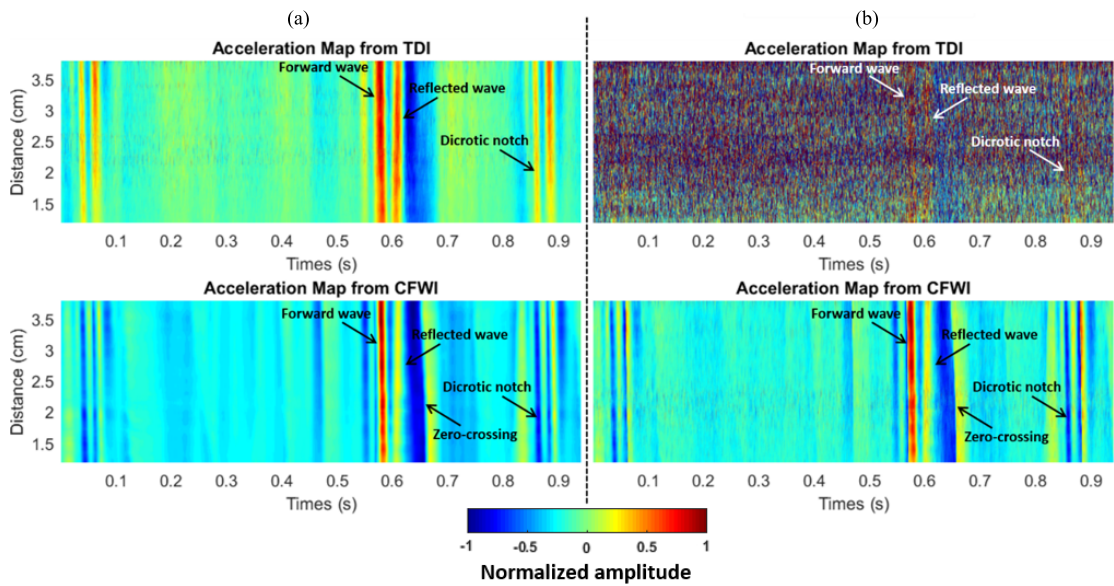 (a)
(b)
Acceleration Map from TDI
Distance (cm)
3.5
3
2.5
2
1.5
Forward wave
Reflected wave
Dicrotic notch
0.1 0.2 0.3 0.4 0.5 0.6 0.7 0.8 0.9
Times (s)
Acceleration Map from TDI
Forward wave
Reflected wave
Dicrotic notch
0.1 0.2 0.3 0.4 0.5 0.6 0.7 0.8 0.9
Times (s)
Acceleration Map from CFWI
Distance (cm)
3.5
3
2.5
2
1.5
Forward wave
Reflected wave
Dicrotic notch
Zero-crossing
0.1 0.2 0.3 0.4 0.5 0.6 0.7 0.8 0.9
Times (s)
Acceleration Map from CFWI
Forward wave
Reflected wave
Dicrotic notch
Zero-crossing
0.1 0.2 0.3 0.4 0.5 0.6 0.7 0.8 0.9
Times (s)
-1 -0.5 0 0.5 1
Normalized amplitude